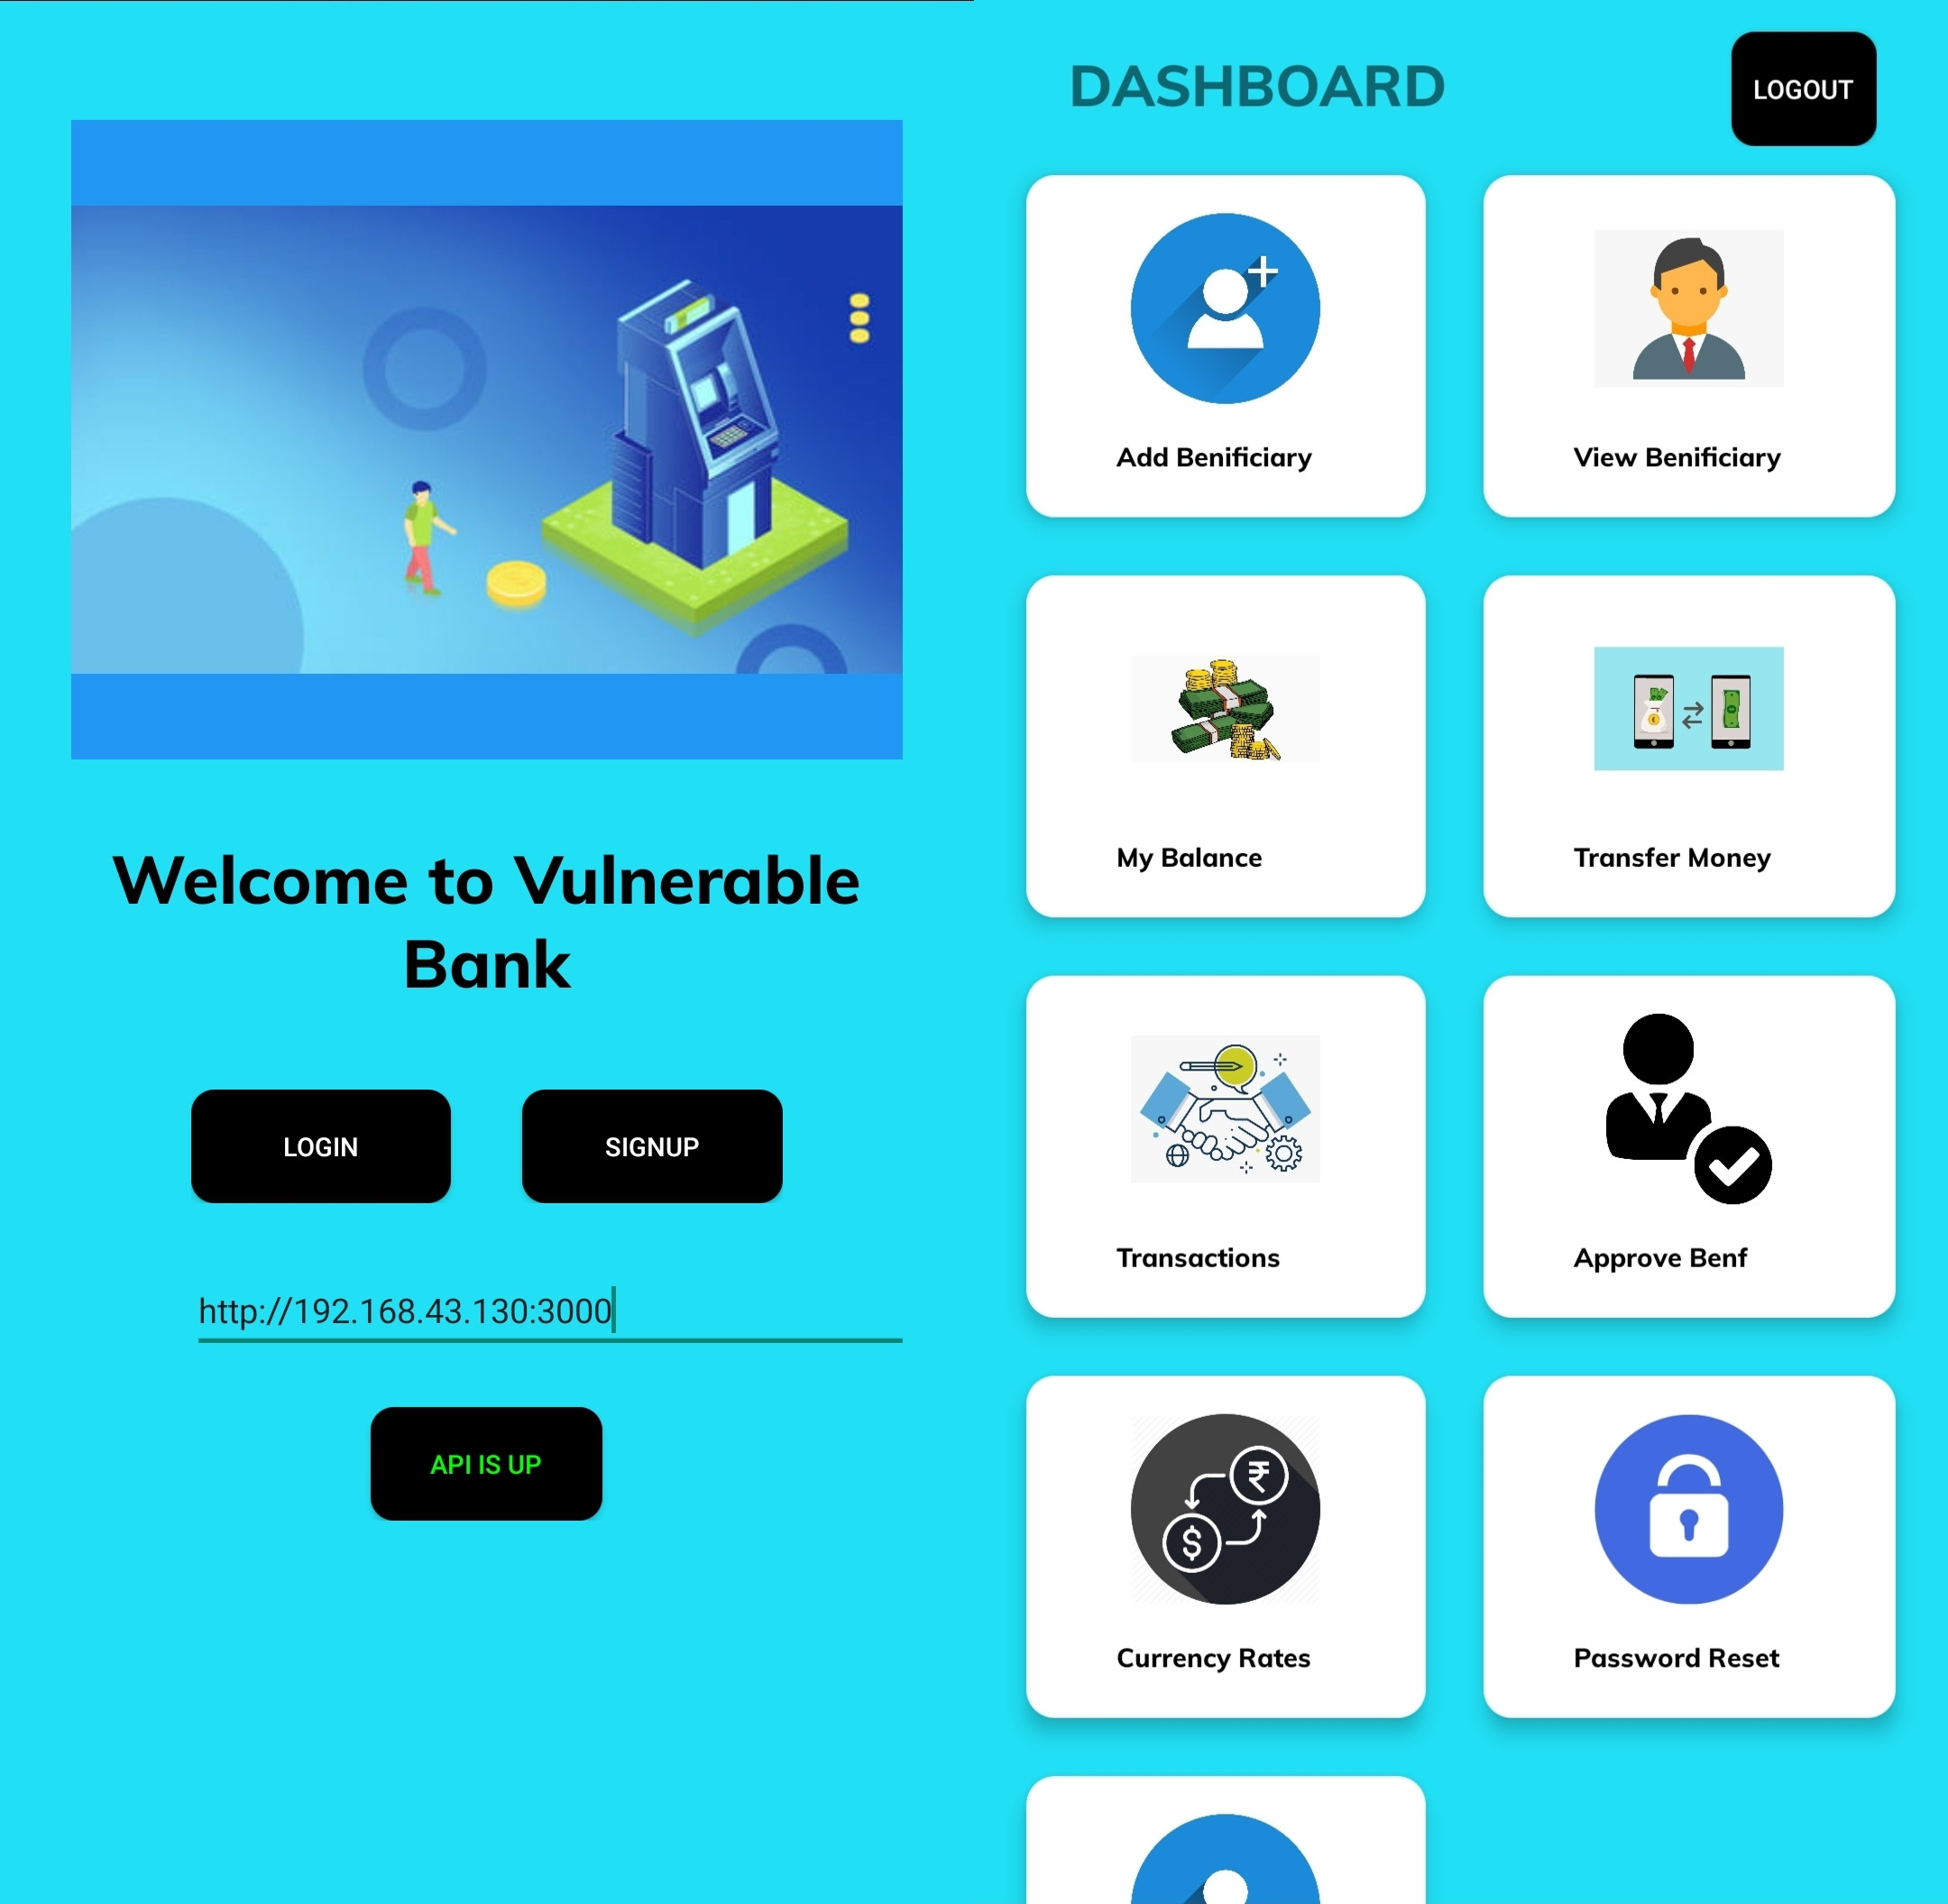 Welcome to Vulnerable
Bank
LOGIN
SIGNUP
http://192.168.43.130:3000
API IS UP
DASHBOARD
LOGOUT
Add Benificiary
View Benificiary
My Balance
Transfer Money
Transactions
Approve Benf
Currency Rates
Password Reset